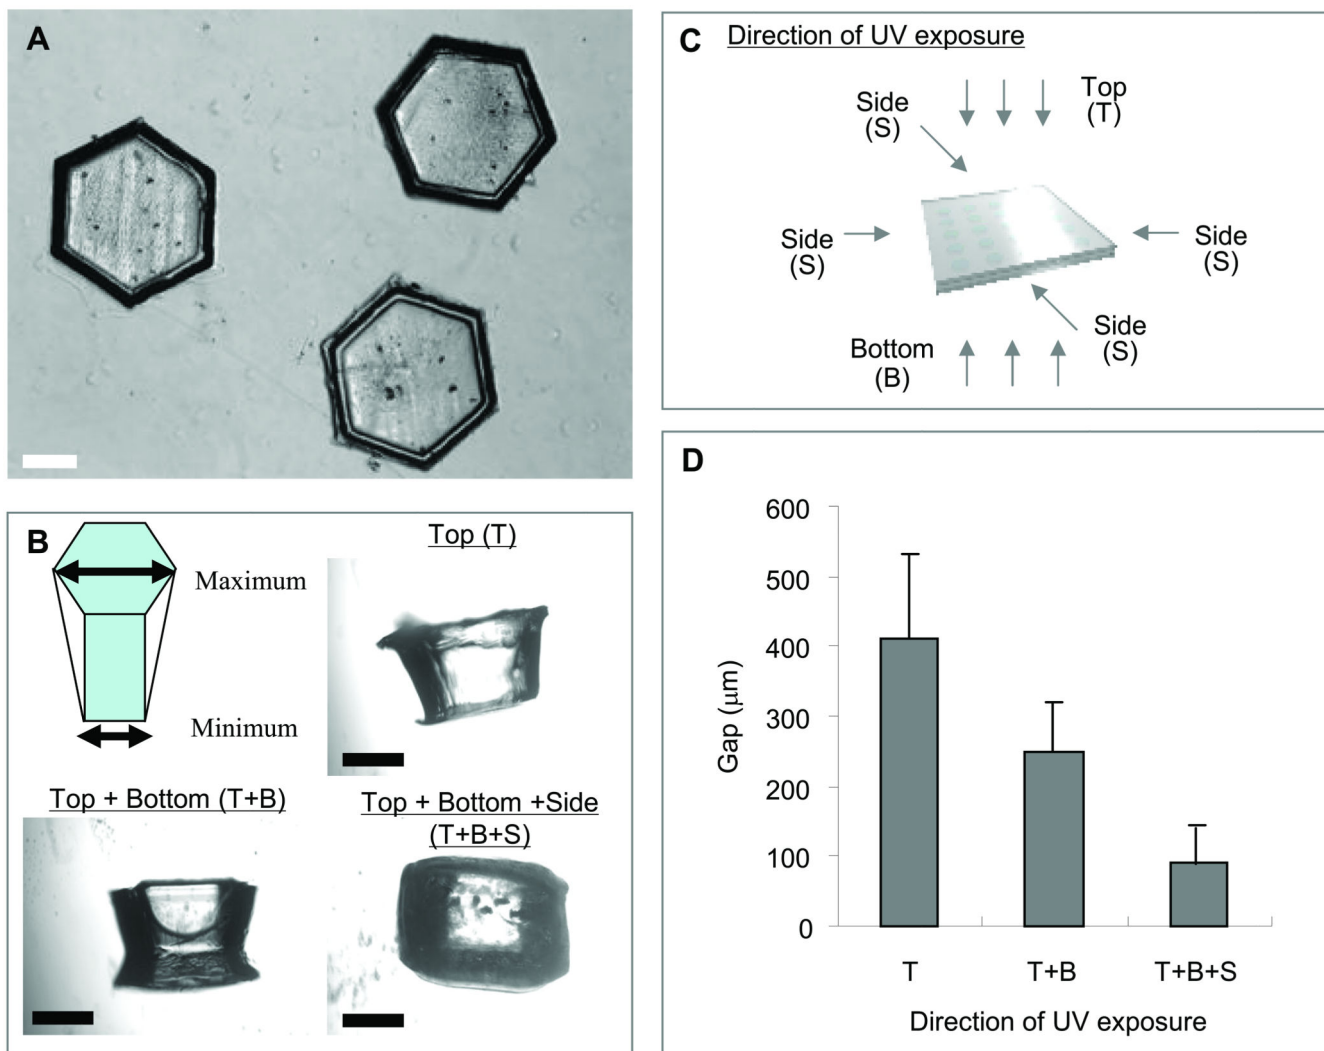 A
B
Maximum
Minimum
Top (T)
Top + Bottom (T+B)
Top + Bottom +Side
(T+B+S)
C
Direction of UV exposure
Top
(T)
Side
(S)
Side
(S)
Side
(S)
Side
(S)
Bottom
(B)
D
600
500
400
300
200
100
0
Gap (μm)
T
T+B
T+B+S
Direction of UV exposure